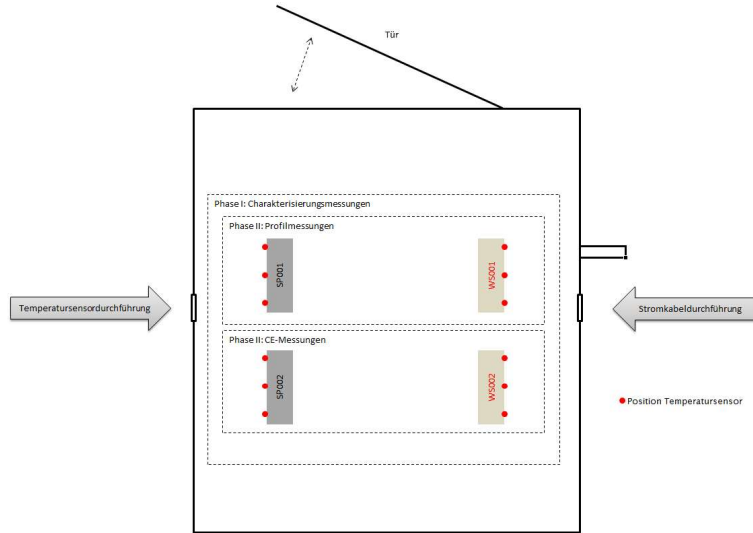 Tür
Phase I: Charakterisierungsmessungen
Phase II: Profilmessungen
SP001
WS001
Temperatursensordurchführung
Stromkabeldurchführung
Phase II: CE-Messungen
SP002
WS002
Position Temperatursensor